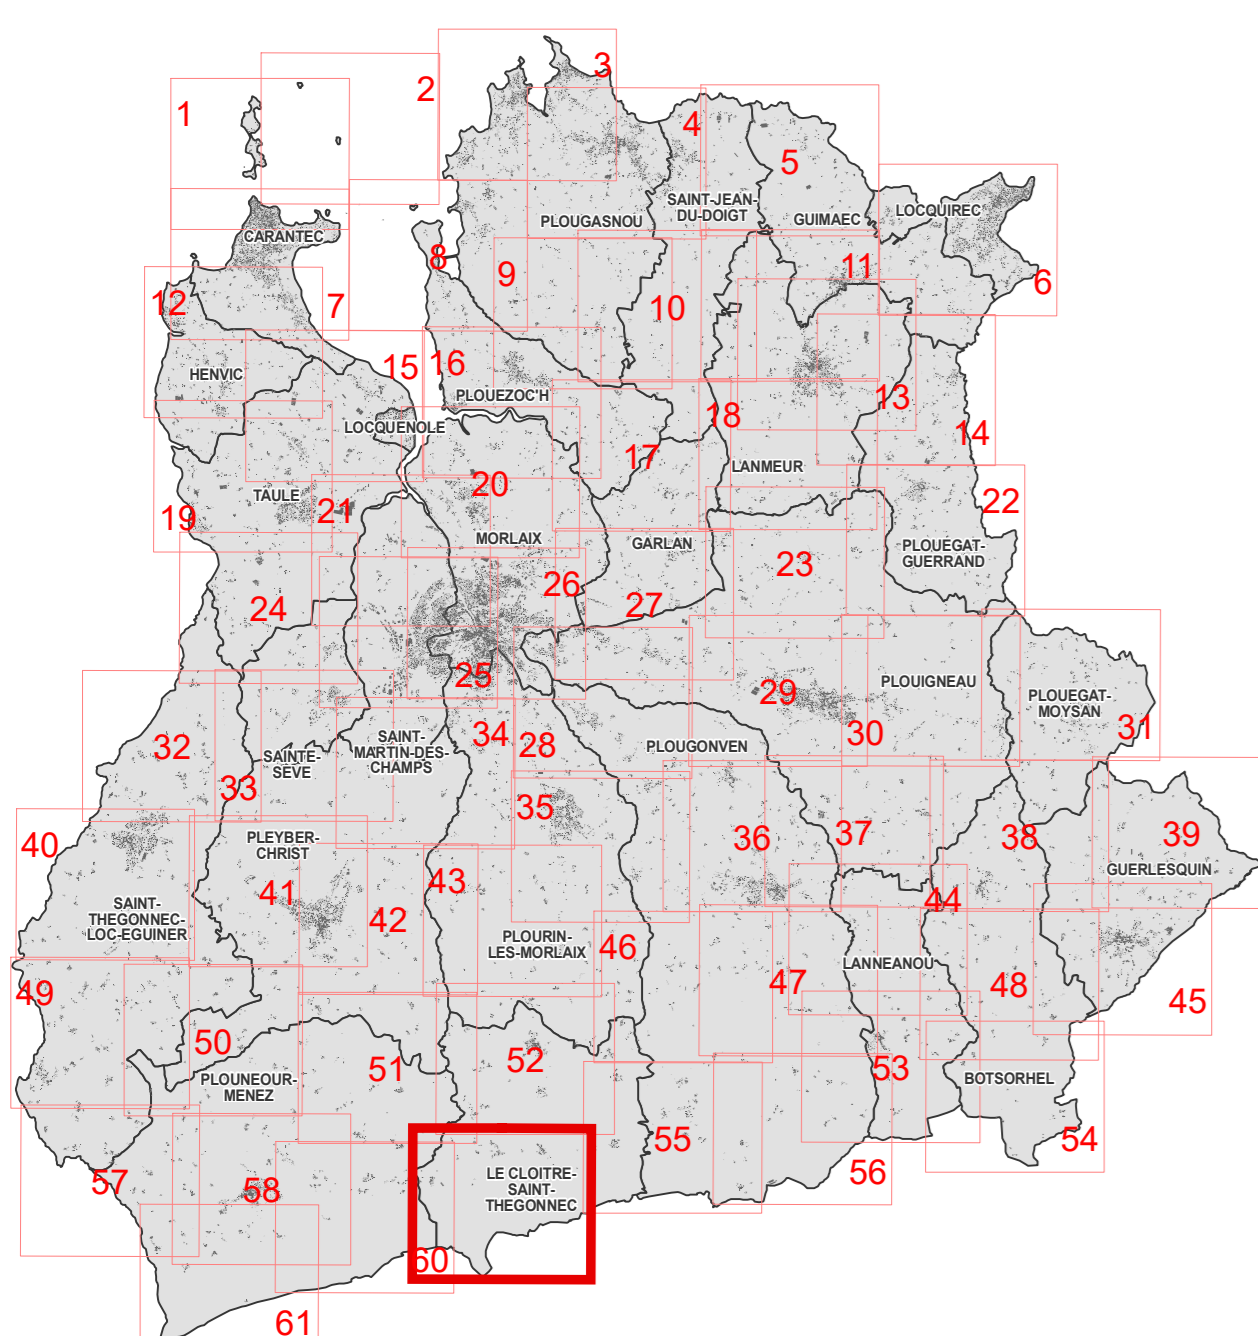 3
2
1
4
5
SAINT-JEAN-
DU-DOIGT
PLOUGASNOU
GUIMAEC
LOCQUIREC
CARANTEC
8
9
11
6
12
7
10
15
16
HENVIC
PLOUEZOC'H
13
18
LOCQUENOLE
14
17
LANMEUR
20
TAULE
21
19
22
MORLAIX
GARLAN
PLOUEGAT-
GUERRAND
23
26
24
27
25
29
PLOUIGNEAU
PLOUEGAT-
MOYSAN
31
32
34
28
30
SAINT-
MARTIN-DES-
CHAMPS
PLOUGONVEN
SAINTE-
SEVE
33
35
40
36
37
38
39
PLEYBER-
CHRIST
GUERLESQUIN
41
43
42
44
SAINT-
THEGONNEC-
LOC-EGUINER
PLOURIN-
LES-MORLAIX
46
LANNEANOU
47
48
49
45
50
52
51
53
PLOUNEOUR-
MENEZ
BOTSORHEL
55
54
56
57
58
LE CLOITRE-
SAINT-
THEGONNEC
60
61